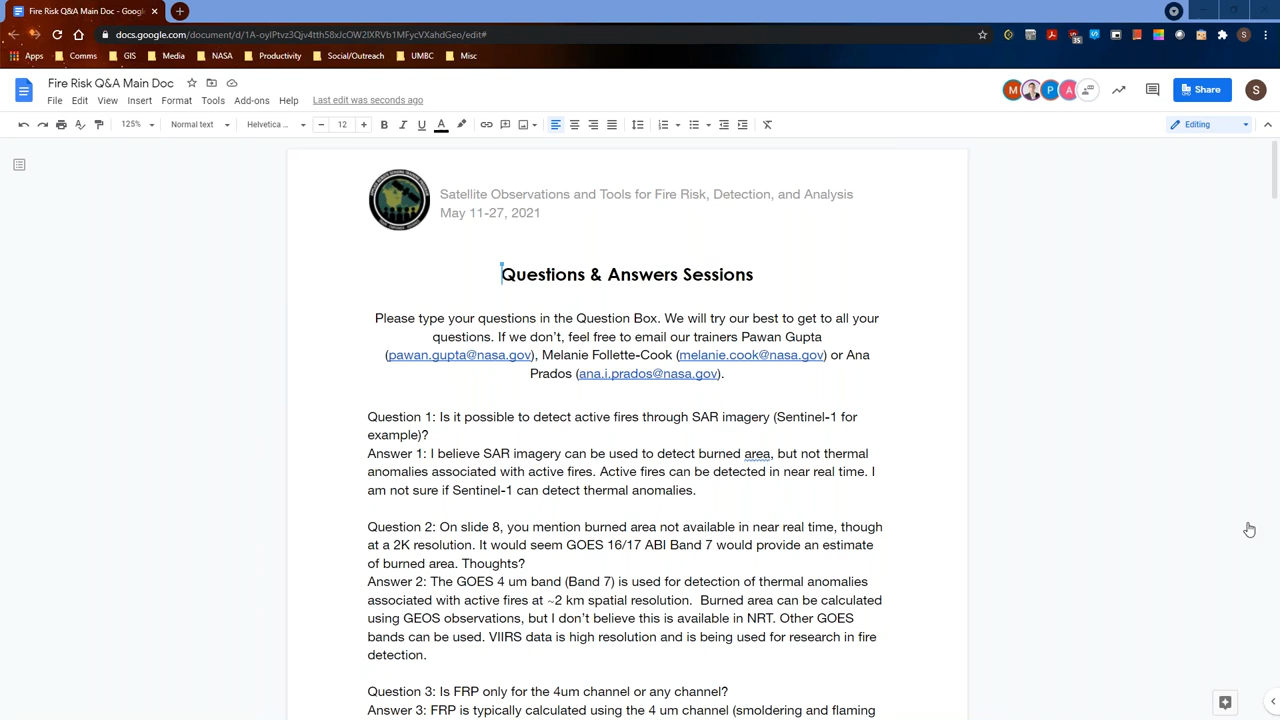 Fire Risk Q&A Main Doc - Googl
docs.google.com/document/d/1A-oylPtvz3Qjv4tth58xJcOW2lXRVb1MFycVXahdGeo/edit#
Apps Comms GIS Media NASA Productivity Social/Outreach UMBC Misc
Fire Risk Q&A Main Doc
File Edit View Insert Format Tools Add-ons Help Last edit was seconds ago
M P A Share S
125% Normal text Helvetica ... 12 B I U A Editing
Satellite Observations and Tools for Fire Risk, Detection, and Analysis
May 11-27, 2021
Questions & Answers Sessions
Please type your questions in the Question Box. We will try our best to get to all your
questions. If we don't, feel free to email our trainers Pawan Gupta
(pawan.gupta@nasa.gov), Melanie Follette-Cook (melanie.cook@nasa.gov) or Ana
Prados (ana.i.prados@nasa.gov).
Question 1: Is it possible to detect active fires through SAR imagery (Sentinel-1 for
example)?
Answer 1: I believe SAR imagery can be used to detect burned area, but not thermal
anomalies associated with active fires. Active fires can be detected in near real time. I
am not sure if Sentinel-1 can detect thermal anomalies.
Question 2: On slide 8, you mention burned area not available in near real time, though
at a 2K resolution. It would seem GOES 16/17 ABI Band 7 would provide an estimate
of burned area. Thoughts?
Answer 2: The GOES 4 um band (Band 7) is used for detection of thermal anomalies
associated with active fires at ~2 km spatial resolution.  Burned area can be calculated
using GEOS observations, but I don't believe this is available in NRT. Other GOES
bands can be used. VIIRS data is high resolution and is being used for research in fire
detection.
Question 3: Is FRP only for the 4um channel or any channel?
Answer 3: FRP is typically calculated using the 4 um channel (smoldering and flaming